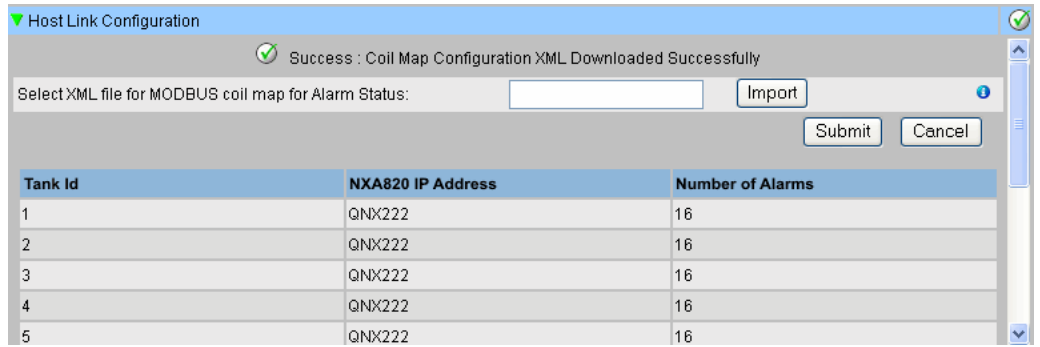 Host Link Configuration
Success : Coil Map Configuration XML Downloaded Successfully
Select XML file for MODBUS coil map for Alarm Status: Import
Submit Cancel
Tank Id NXA820 IP Address Number of Alarms
1 QNX222 16
2 QNX222 16
3 QNX222 16
4 QNX222 16
5 QNX222 16